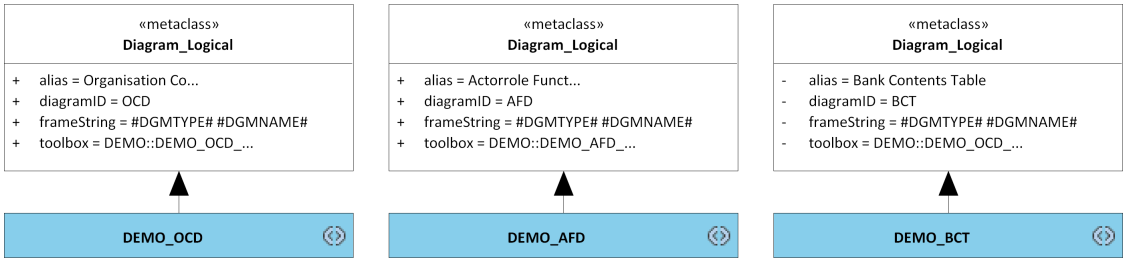 «metaclass»
Diagram_Logical
+ alias = Organisation Co...
+ diagramID = OCD
+ frameString = #DGMTYPE# #DGMNAME#
+ toolbox = DEMO::DEMO_OCD_...
DEMO_OCD
«metaclass»
Diagram_Logical
+ alias = Actorrole Funct...
+ diagramID = AFD
+ frameString = #DGMTYPE# #DGMNAME#
+ toolbox = DEMO::DEMO_AFD_...
DEMO_AFD
«metaclass»
Diagram_Logical
- alias = Bank Contents Table
- diagramID = BCT
- frameString = #DGMTYPE# #DGMNAME#
- toolbox = DEMO::DEMO_OCD_...
DEMO_BCT